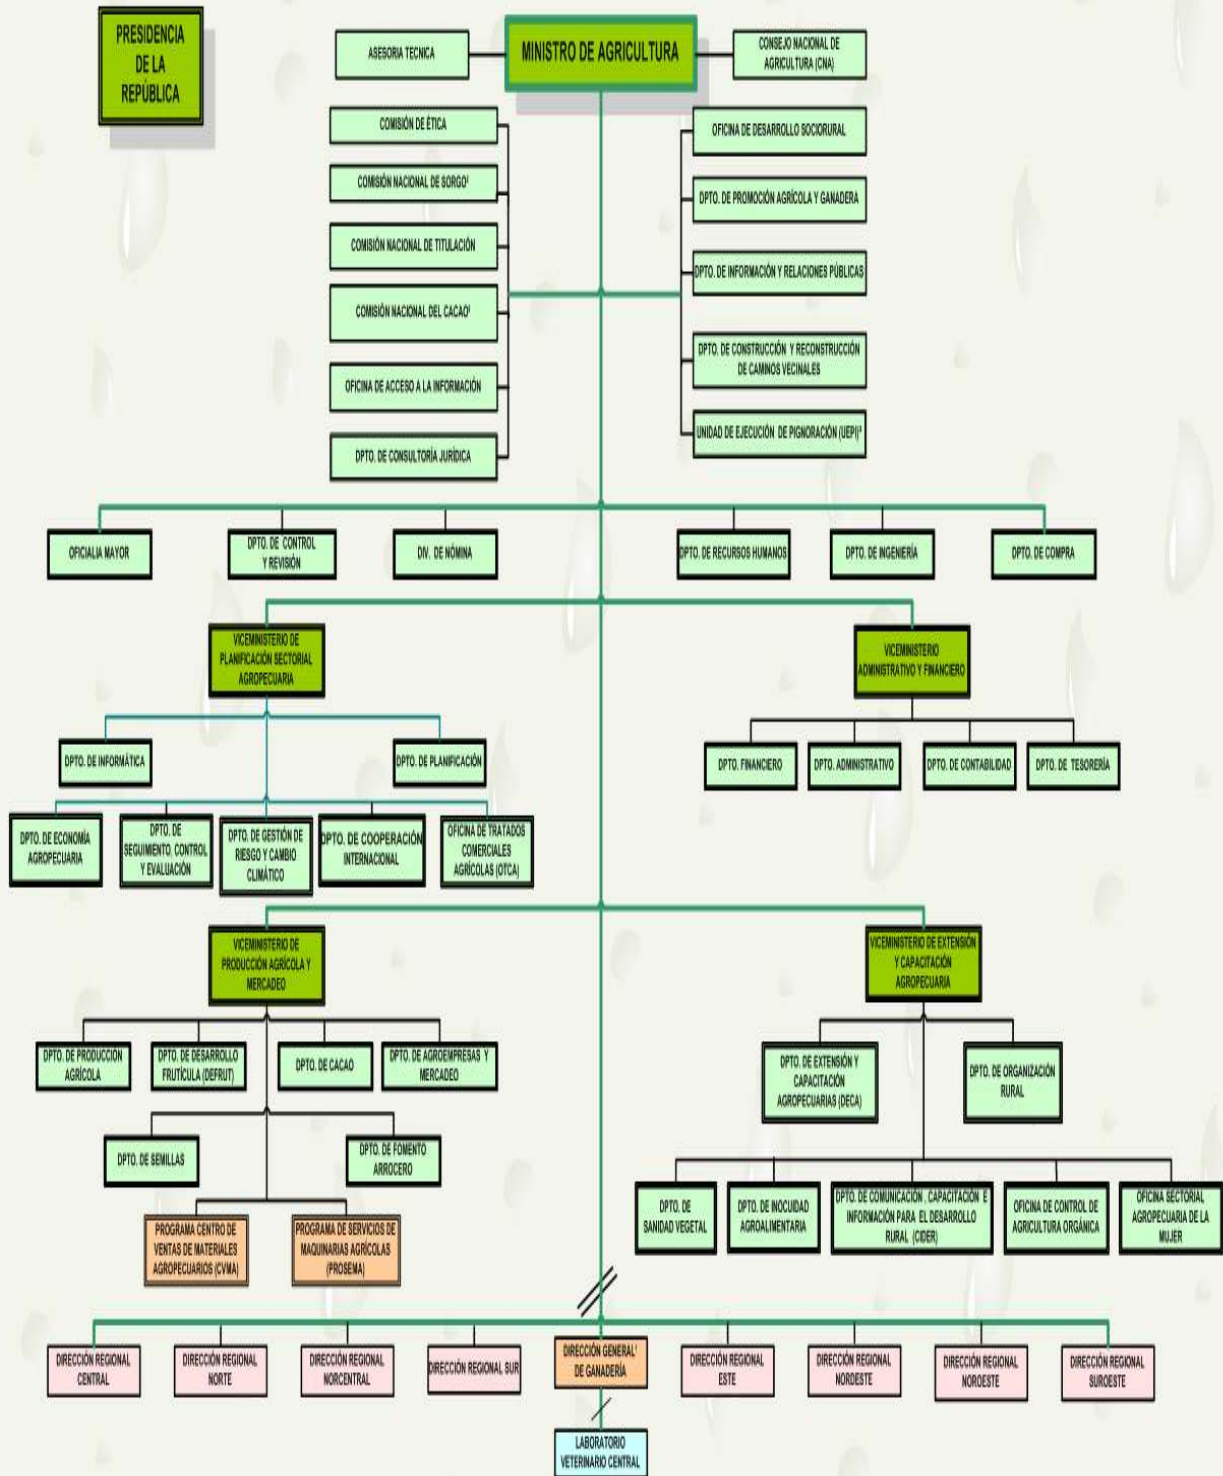 PRESIDENCIA
DE LA
REPÚBLICA
ASESORIA TECNICA
MINISTRO DE AGRICULTURA
CONSEJO NACIONAL DE
AGRICULTURA (CNA)
COMISIÓN DE ÉTICA
COMISIÓN NACIONAL DE SORGO
COMISIÓN NACIONAL DE TITULACIÓN
COMISIÓN NACIONAL DEL CACAO
OFICINA DE ACCESO A LA INFORMACIÓN
DPTO. DE CONSULTORÍA JURÍDICA
OFICINA DE DESARROLLO SOCIORURAL
DPTO. DE PROMOCIÓN AGRÍCOLA Y GANADERA
DPTO. DE INFORMACIÓN Y RELACIONES PÚBLICAS
DPTO. DE CONSTRUCCIÓN Y RECONSTRUCCIÓN
DE CAMINOS VECINALES
UNIDAD DE EJECUCIÓN DE PIGNORACIÓN (UEPI)
OFICIALIA MAYOR
DPTO. DE CONTROL
Y REVISIÓN
DIV. DE NÓMINA
DPTO. DE RECURSOS HUMANOS
DPTO. DE INGENIERÍA
DPTO. DE COMPRA
VICEMINISTERIO DE
PLANIFICACIÓN SECTORIAL
AGROPECUARIA
VICEMINISTERIO
ADMINISTRATIVO Y FINANCIERO
DPTO. DE INFORMÁTICA
DPTO. DE PLANIFICACIÓN
DPTO. FINANCIERO
DPTO. ADMINISTRATIVO
DPTO. DE CONTABILIDAD
DPTO. DE TESORERÍA
DPTO. DE ECONOMÍA
AGROPECUARIA
DPTO. DE
SEGUIMIENTO, CONTROL
Y EVALUACIÓN
DPTO. DE GESTIÓN DE
RIESGO Y CAMBIO
CLIMÁTICO
DPTO. DE COOPERACIÓN
INTERNACIONAL
OFICINA DE TRATADOS
COMERCIALES
AGRÍCOLAS (OTCA)
VICEMINISTERIO DE
PRODUCCIÓN AGRÍCOLA Y
MERCADEO
VICEMINISTERIO DE EXTENSIÓN
Y CAPACITACIÓN
AGROPECUARIA
DPTO. DE PRODUCCIÓN
AGRÍCOLA
DPTO. DE DESARROLLO
FRUTÍCULA (DEFRUT)
DPTO. DE CACAO
DPTO. DE AGROEMPRESAS Y
MERCADEO
DPTO. DE EXTENSIÓN Y
CAPACITACIÓN
AGROPECUARIAS (DECA)
DPTO. DE ORGANIZACIÓN
RURAL
DPTO. DE SEMILLAS
DPTO. DE FOMENTO
ARROCERO
DPTO. DE
SANIDAD VEGETAL
DPTO. DE INOCUIDAD
AGROALIMENTARIA
DPTO. DE COMUNICACIÓN , CAPACITACIÓN E
INFORMACIÓN PARA EL DESARROLLO
RURAL (CIDER)
OFICINA DE CONTROL DE
AGRICULTURA ORGÁNICA
OFICINA SECTORIAL
AGROPECUARIA DE LA
MUJER
PROGRAMA CENTRO DE
VENTAS DE MATERIALES
AGROPECUARIOS (CVMA)
PROGRAMA DE SERVICIOS DE
MAQUINARIAS AGRÍCOLAS
(PROSEMA)
DIRECCIÓN REGIONAL
CENTRAL
DIRECCIÓN REGIONAL
NORTE
DIRECCIÓN REGIONAL
NORCENTRAL
DIRECCIÓN REGIONAL SUR
DIRECCIÓN GENERAL
DE GANADERÍA
DIRECCIÓN REGIONAL
ESTE
DIRECCIÓN REGIONAL
NORDESTE
DIRECCIÓN REGIONAL
NOROESTE
DIRECCIÓN REGIONAL
SUROESTE
LABORATORIO
VETERINARIO CENTRAL